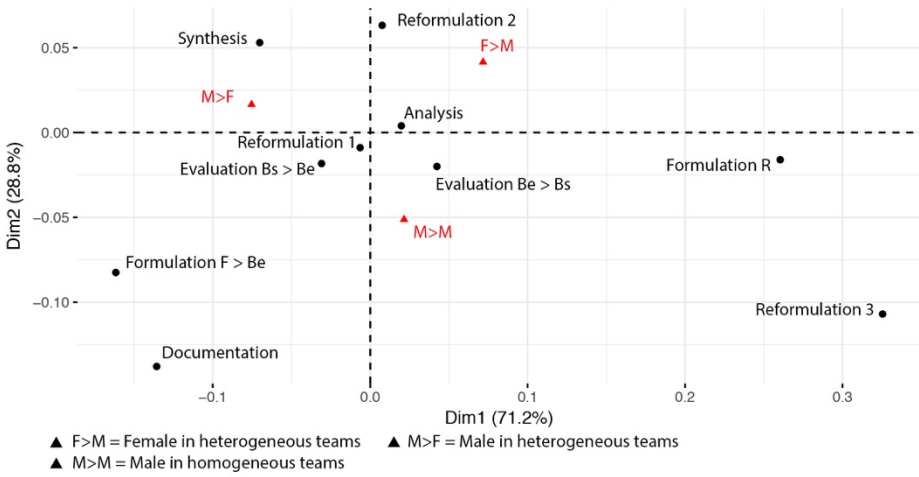 Reformulation 2
Synthesis
F>M
0.05
M>F
Analysis
0.00
Reformulation 1
Evaluation Bs > Be
Formulation R
Evaluation Be > Bs
Dim2 (28.8%)
−0.05
M>M
Formulation F > Be
−0.10
Reformulation 3
Documentation
−0.1 0.0 0.1 0.2 0.3
Dim1 (71.2%)
F>M = Female in heterogeneous teams M>F = Male in heterogeneous teams
M>M = Male in homogeneous teams